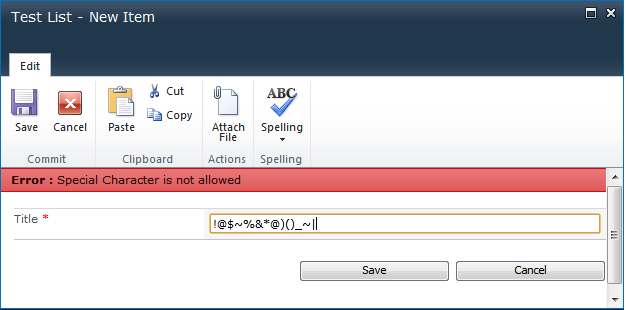 Test List - New Item
Edit
Save
Cancel
Paste
Cut
Copy
Attach File
ABC
Spelling
Commit
Clipboard
Actions
Spelling
Error : Special Character is not allowed
Title *
!@$~%&*@)()_~|
Save
Cancel